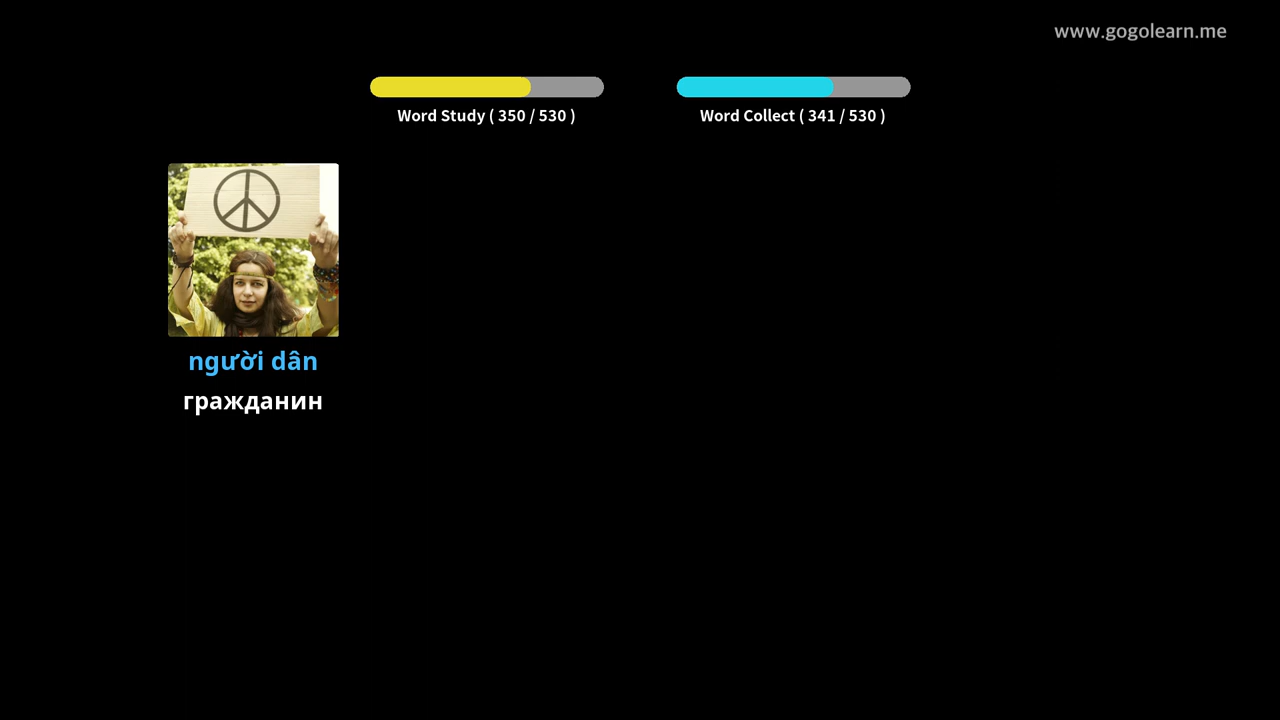 www.gogolearn.me
Word Study ( 350 / 530 )
Word Collect ( 341 / 530 )
người dân
гражданин